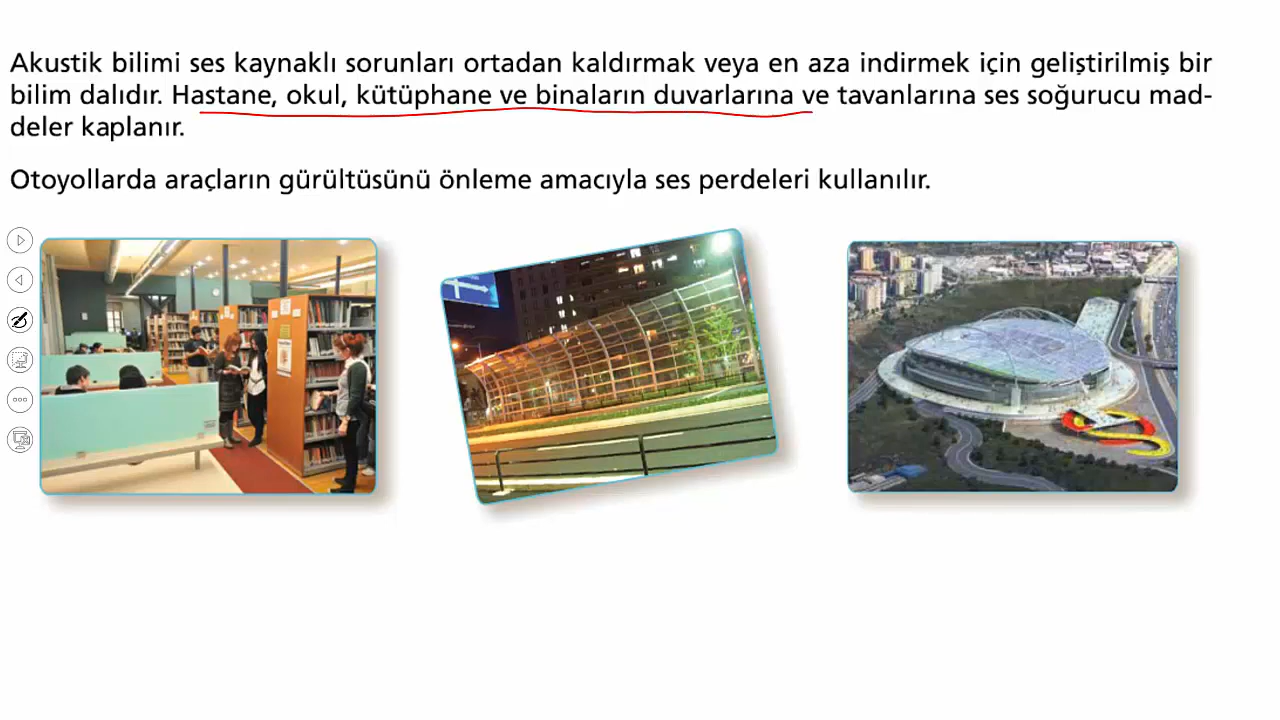 Akustik bilimi ses kaynaklı sorunları ortadan kaldırmak veya en aza indirmek için geliştirilmiş bir
bilim dalıdır. Hastane, okul, kütüphane ve binaların duvarlarına ve tavanlarına ses soğurucu mad-
deler kaplanır.
Otoyollarda araçların gürültüsünü önleme amacıyla ses perdeleri kullanılır.